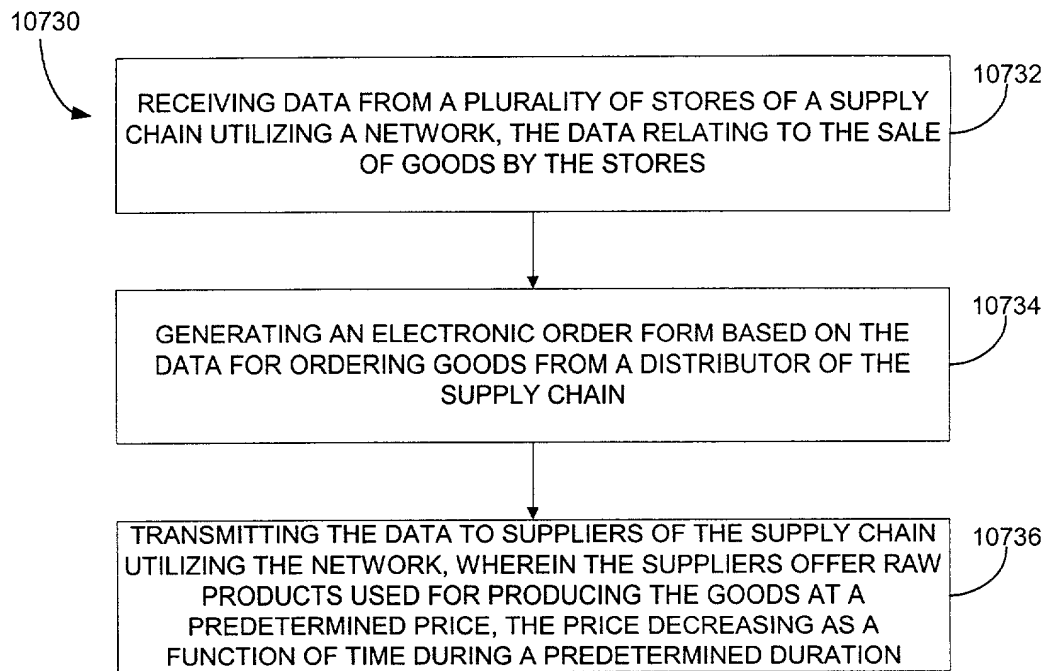 10730
10732
RECEIVING DATA FROM A PLURALITY OF STORES OF A SUPPLY
CHAIN UTILIZING A NETWORK, THE DATA RELATING TO THE SALE
OF GOODS BY THE STORES
10734
GENERATING AN ELECTRONIC ORDER FORM BASED ON THE
DATA FOR ORDERING GOODS FROM A DISTRIBUTOR OF THE
SUPPLY CHAIN
10736
TRANSMITTING THE DATA TO SUPPLIERS OF THE SUPPLY CHAIN
UTILIZING THE NETWORK, WHEREIN THE SUPPLIERS OFFER RAW
PRODUCTS USED FOR PRODUCING THE GOODS AT A
PREDETERMINED PRICE, THE PRICE DECREASING AS A
FUNCTION OF TIME DURING A PREDETERMINED DURATION